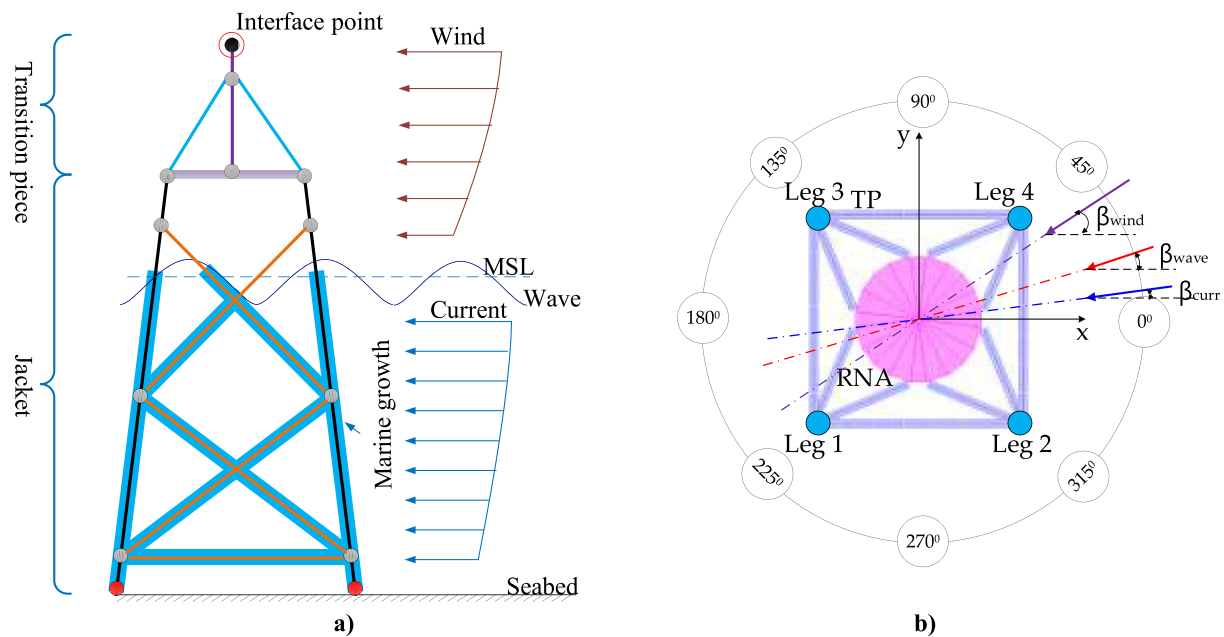 Interface point
Wind
Transition piece
MSL
Wave
Current
Jacket
Marine growth
Seabed
a)
90⁰
y
135⁰
45⁰
Leg 3
TP
Leg 4
βwind
βwave
βcurr
180⁰
x
0⁰
RNA
Leg 1
Leg 2
225⁰
315⁰
270⁰
b)